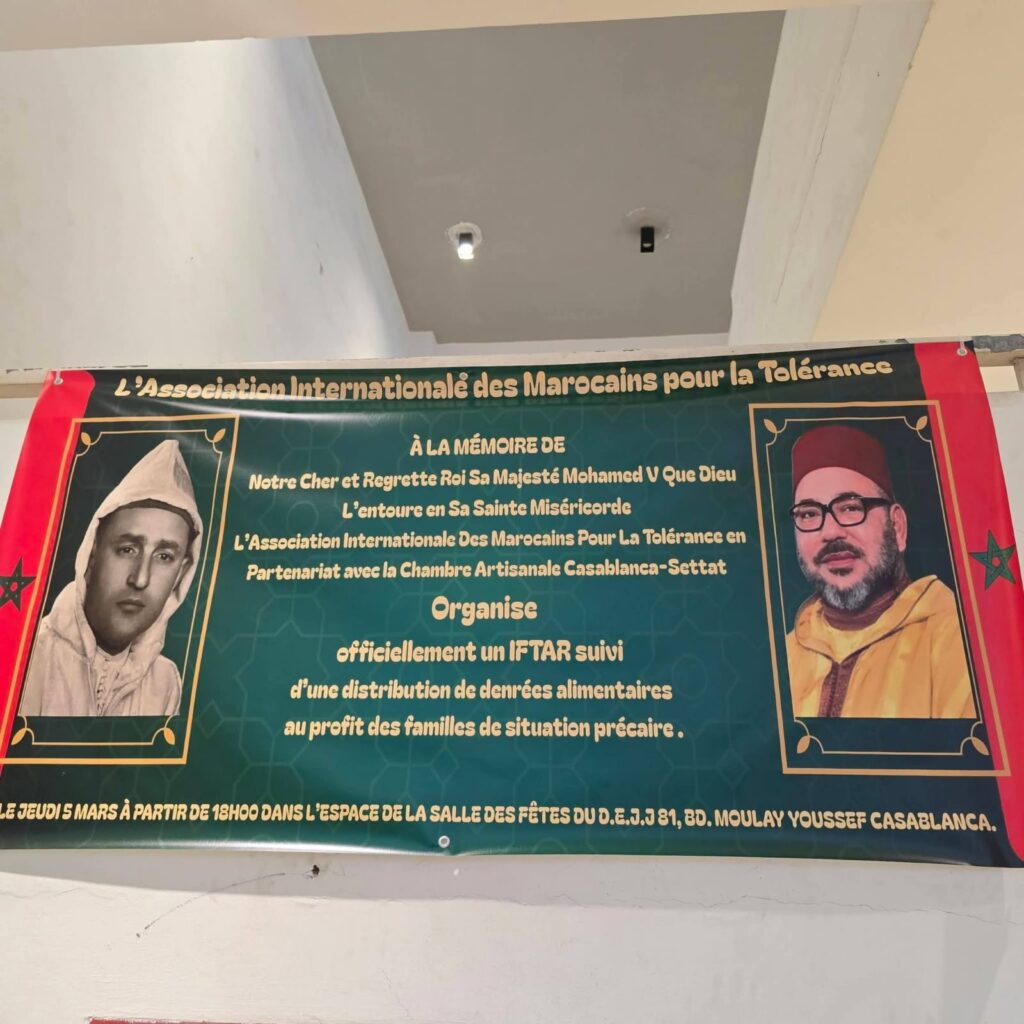 L'Association Internationale des Marocains pour la Tolérance
À LA MÉMOIRE DE
Notre Cher et Regrette Roi Sa Majesté Mohamed V Que Dieu
L'entoure en Sa Sainte Miséricorde
L'Association Internationale Des Marocains Pour La Tolérance en
Partenariat avec la Chambre Artisanale Casablanca-Settat
Organise
officiellement un IFTAR suivi
d'une distribution de denrées alimentaires
au profit des familles de situation précaire .
LE JEUDI 5 MARS À PARTIR DE 18H00 DANS L'ESPACE DE LA SALLE DES FÊTES DU D.E.J.J 81, BD. MOULAY YOUSSEF CASABLANCA.